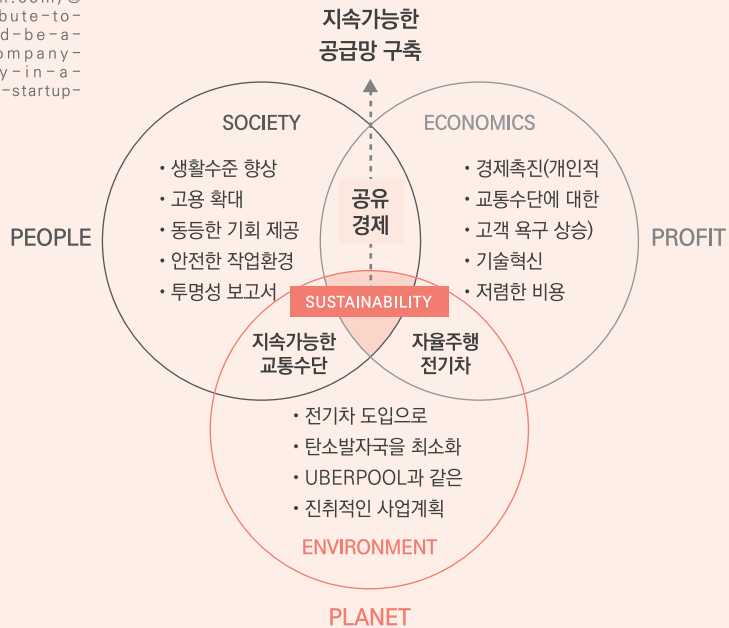 bute-to-
d-be-a-
ompany-
y-in-a-
-startup-
지속가능한
공급망 구축
SOCIETY
ECONOMICS
• 생활수준 향상
• 고용 확대
• 동등한 기회 제공
• 안전한 작업환경
• 투명성 보고서
공유
경제
• 경제촉진(개인적
• 교통수단에 대한
• 고객 욕구 상승)
• 기술혁신
• 저렴한 비용
PEOPLE
PROFIT
SUSTAINABILITY
지속가능한
교통수단
자율주행
전기차
• 전기차 도입으로
• 탄소발자국을 최소화
• UBERPOOL과 같은
• 진취적인 사업계획
ENVIRONMENT
PLANET